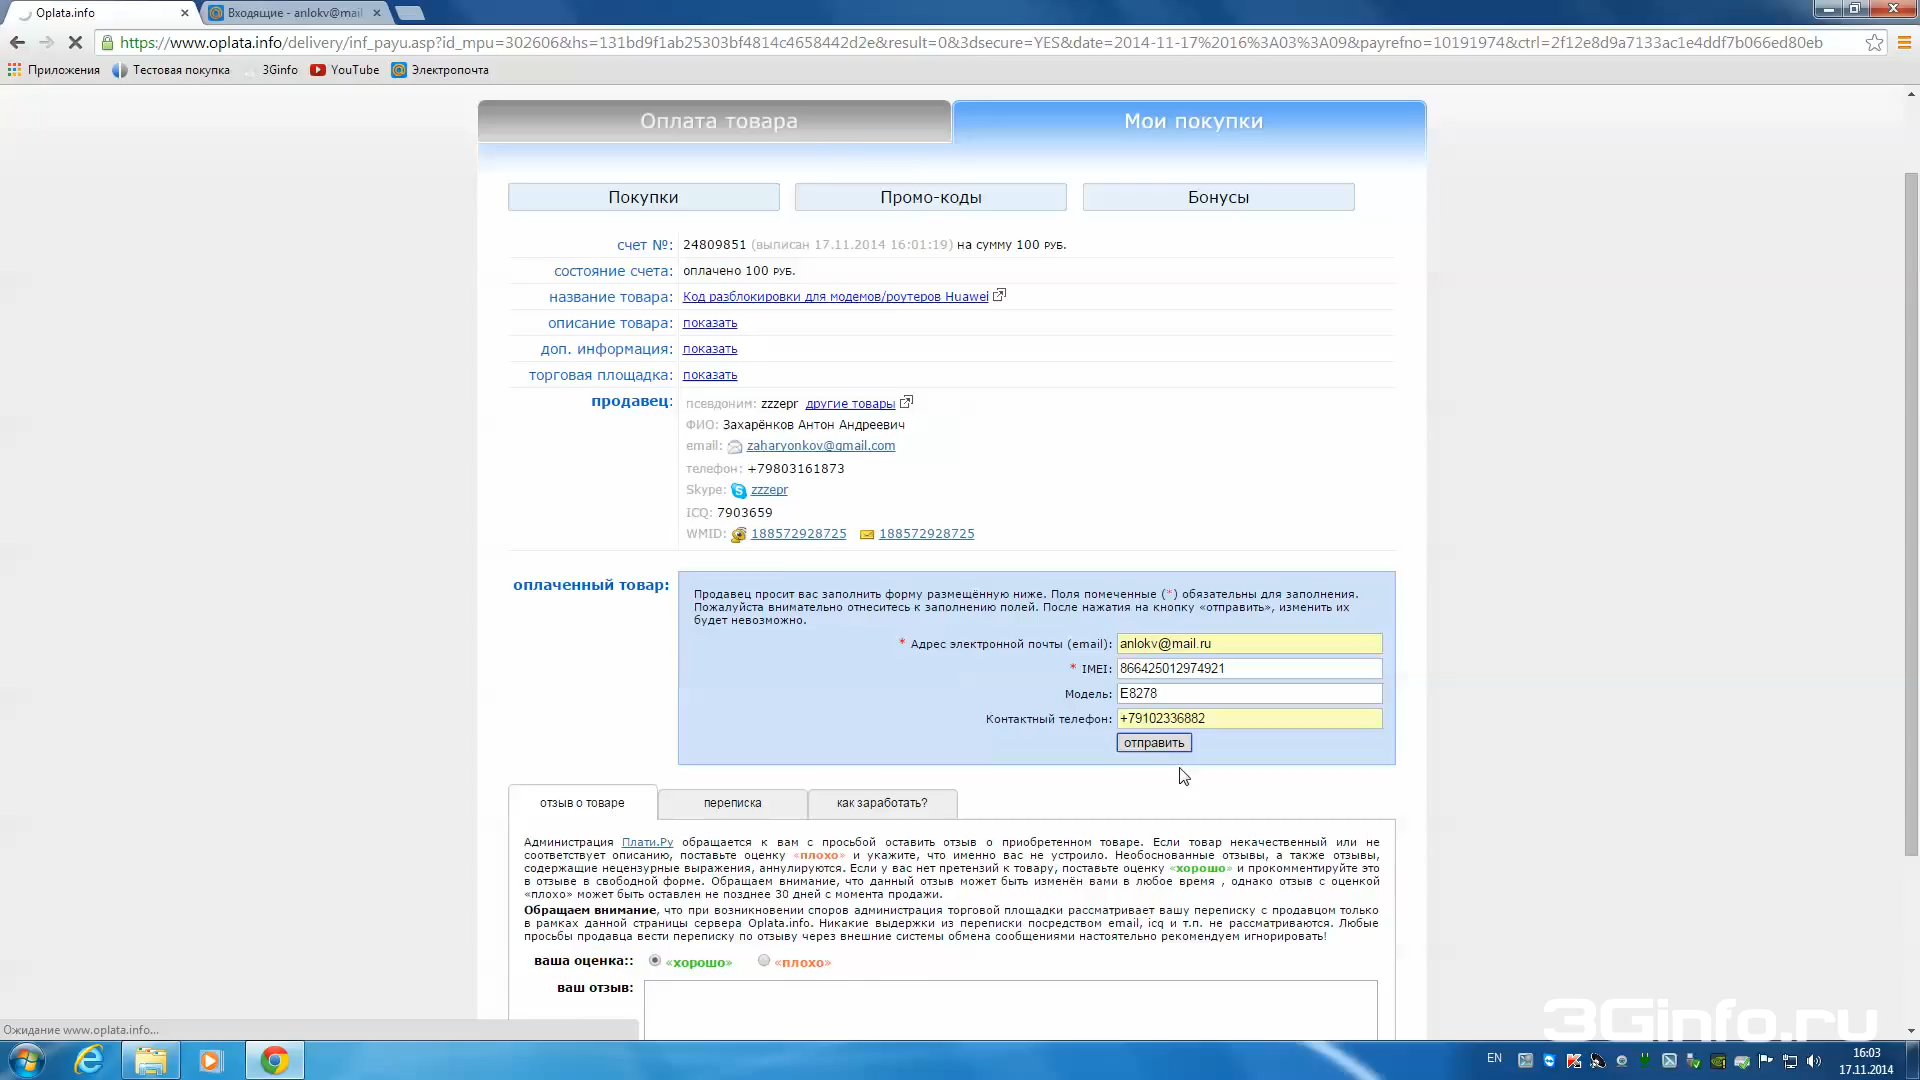 Oplata.info
Входящие - anlokv@mail
https://www.oplata.info/delivery/inf_payu.asp?id_mpu=302606&hs=131bd9f1ab25303bf4814c4658442d2e&result=0&3dsecure=YES&date=2014-11-17%2016%3A03%3A09&payrefno=10191974&ctrl=2f12e8d9a7133ac1e4ddf7b066ed80eb
Приложения Тестовая покупка 3Ginfo YouTube Электропочта
Оплата товара Мои покупки
Покупки Промо-коды Бонусы
счет №: 24809851 (выписан 17.11.2014 16:01:19) на сумму 100 РУБ.
состояние счета: оплачено 100 РУБ.
название товара: Код разблокировки для модемов/роутеров Huawei
описание товара: показать
доп. информация: показать
торговая площадка: показать
продавец: псевдоним: zzzepr другие товары
ФИО: Захарёнков Антон Андреевич
email: zaharyonkov@gmail.com
телефон: +79803161873
Skype: zzzepr
ICQ: 7903659
WMID: 188572928725 188572928725
оплаченный товар:
Продавец просит вас заполнить форму размещённую ниже. Поля помеченные (*) обязательны для заполнения.
Пожалуйста внимательно отнеситесь к заполнению полей. После нажатия на кнопку «отправить», изменить их
будет невозможно.
* Адрес электронной почты (email): anlokv@mail.ru
* IMEI: 866425012974921
Модель: E8278
Контактный телефон: +79102336882
отправить
отзыв о товаре переписка как заработать?
Администрация Плати.Ру обращается к вам с просьбой оставить отзыв о приобретенном товаре. Если товар некачественный или не
соответствует описанию, поставьте оценку «плохо» и укажите, что именно вас не устроило. Необоснованные отзывы, а также отзывы,
содержащие нецензурные выражения, аннулируются. Если у вас нет претензий к товару, поставьте оценку «хорошо» и прокомментируйте это
в отзыве в свободной форме. Обращаем внимание, что данный отзыв может быть изменён вами в любое время , однако отзыв с оценкой
«плохо» может быть оставлен не позднее 30 дней с момента продажи.
Обращаем внимание, что при возникновении споров администрация торговой площадки рассматривает вашу переписку с продавцом только
в рамках данной страницы сервера Oplata.info. Никакие выдержки из переписки посредством email, icq и т.п. не рассматриваются. Любые
просьбы продавца вести переписку по отзыву через внешние системы обмена сообщениями настоятельно рекомендуем игнорировать!
ваша оценка:: «хорошо» «плохо»
ваш отзыв:
3Ginfo.ru
Ожидание www.oplata.info...
EN
16:03
17.11.2014